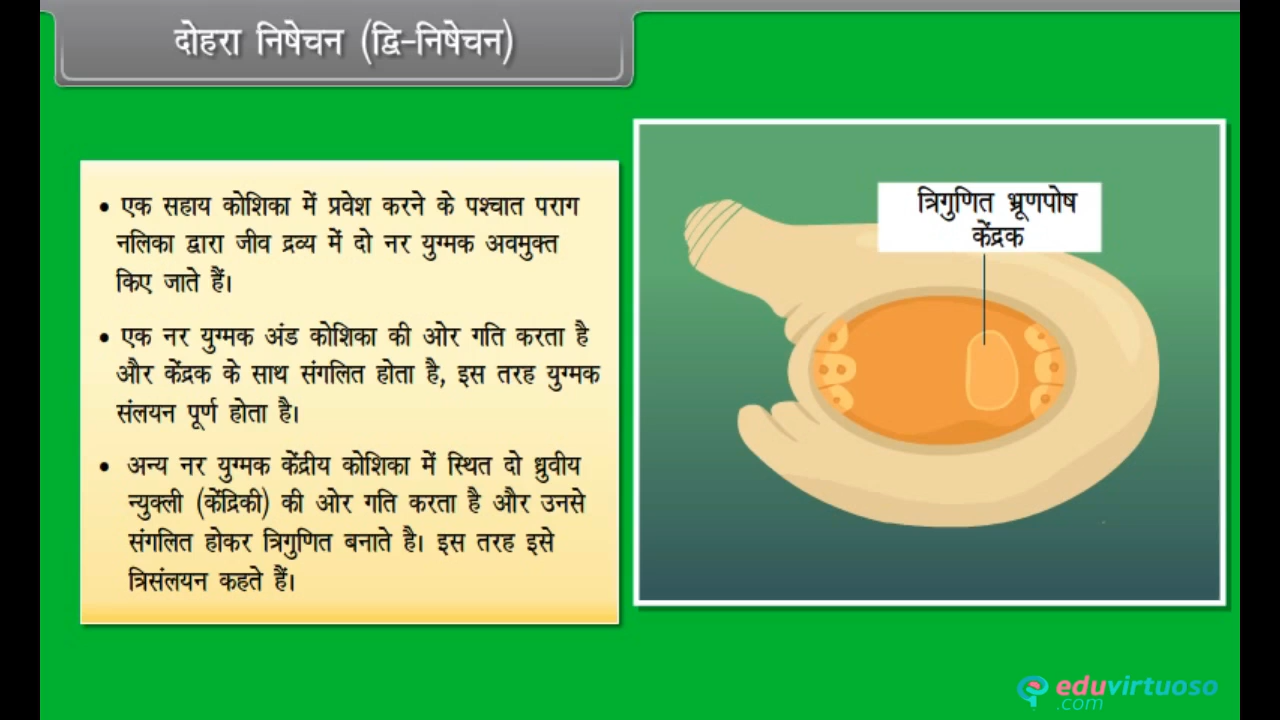 दोहरा निषेचन (द्वि-निषेचन)
• एक सहाय कोशिका में प्रवेश करने के पश्चात पराग
नलिका द्वारा जीव द्रव्य में दो नर युग्मक अवमुक्त
किए जाते हैं।
• एक नर युग्मक अंड कोशिका की ओर गति करता है
और केंद्रक के साथ संगलित होता है, इस तरह युग्मक
संलयन पूर्ण होता है।
• अन्य नर युग्मक केंद्रीय कोशिका में स्थित दो ध्रुवीय
न्युक्ली (केंद्रिकी) की ओर गति करता है और उनसे
संगलित होकर त्रिगुणित बनाते है। इस तरह इसे
त्रिसंलयन कहते हैं।
त्रिगुणित भ्रूणपोष
केंद्रक
eduvirtuoso
.com